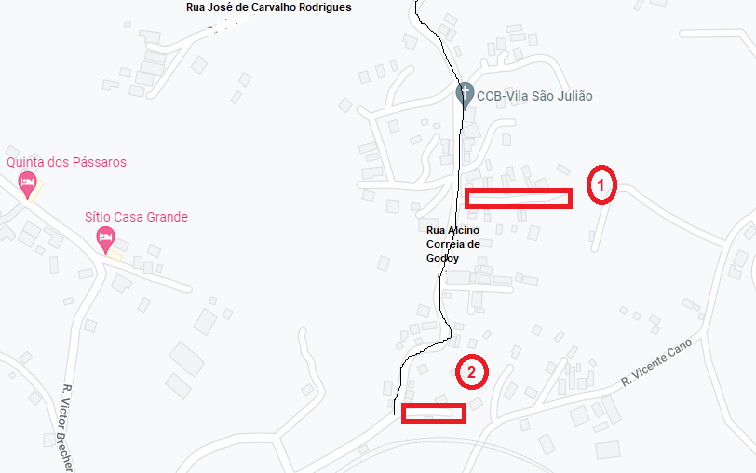 Rua José de Carvalho Rodrigues
CCB-Vila São Julião
Quinta dos Pássaros
1
Sítio Casa Grande
Rua Alcino
Correia de
Godoy
R. Vicente Cano
2
R. Victor Brecher